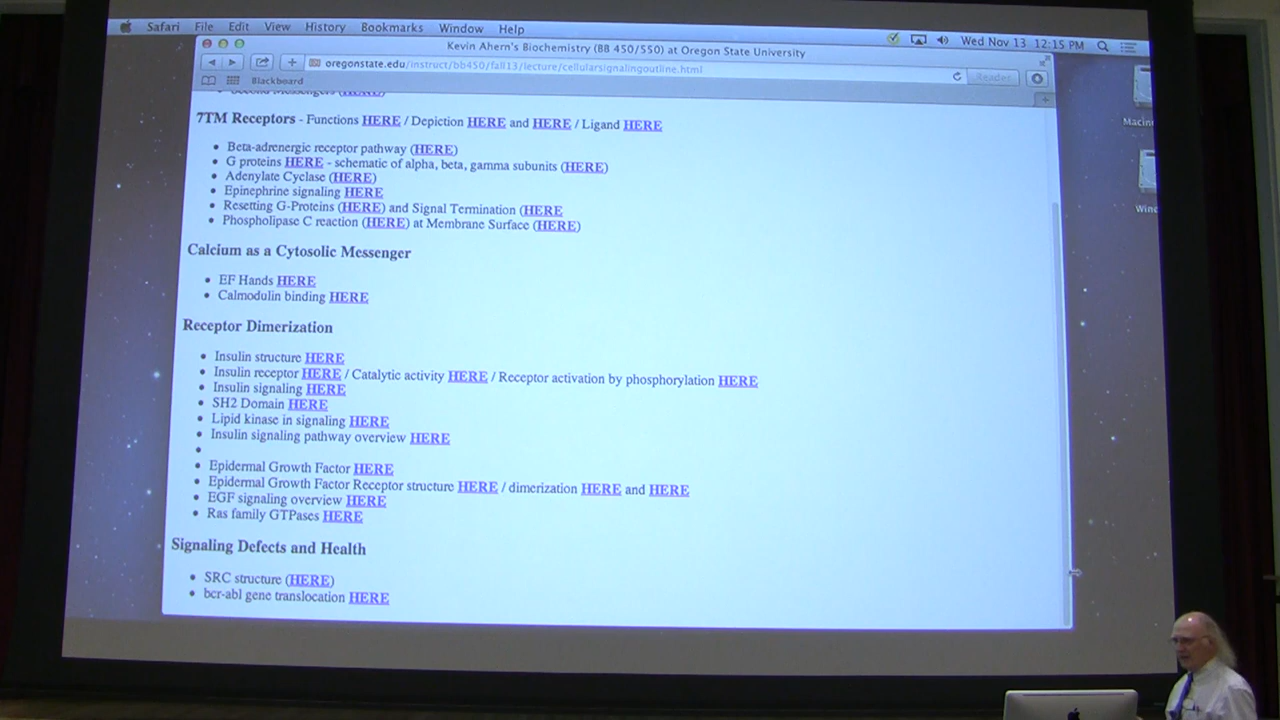 Safari File Edit View History Bookmarks Window Help Wed Nov 13 12:15 PM
Kevin Ahern's Biochemistry (BB 450/550) at Oregon State University
oregonstate.edu/instruct/bb450/fall13/lecture/cellularsignalingoutline.html Reader
Blackboard
Second Messengers (HERE)
7TM Receptors - Functions HERE / Depiction HERE and HERE / Ligand HERE
Macin
• Beta-adrenergic receptor pathway (HERE)
• G proteins HERE - schematic of alpha, beta, gamma subunits (HERE)
• Adenylate Cyclase (HERE)
• Epinephrine signaling HERE
• Resetting G-Proteins (HERE) and Signal Termination (HERE
Winc
• Phospholipase C reaction (HERE) at Membrane Surface (HERE)
Calcium as a Cytosolic Messenger
• EF Hands HERE
• Calmodulin binding HERE
Receptor Dimerization
• Insulin structure HERE
• Insulin receptor HERE / Catalytic activity HERE / Receptor activation by phosphorylation HERE
• Insulin signaling HERE
• SH2 Domain HERE
• Lipid kinase in signaling HERE
• Insulin signaling pathway overview HERE
•
• Epidermal Growth Factor HERE
• Epidermal Growth Factor Receptor structure HERE / dimerization HERE and HERE
• EGF signaling overview HERE
• Ras family GTPases HERE
Signaling Defects and Health
• SRC structure (HERE)
• bcr-abl gene translocation HERE